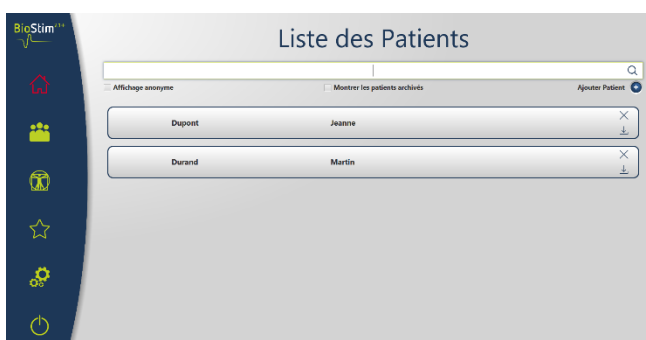 BioStim
Liste des Patients
Affichage anonyme
Montrer les patients archivés
Ajouter Patient
Dupont Jeanne
Durand Martin